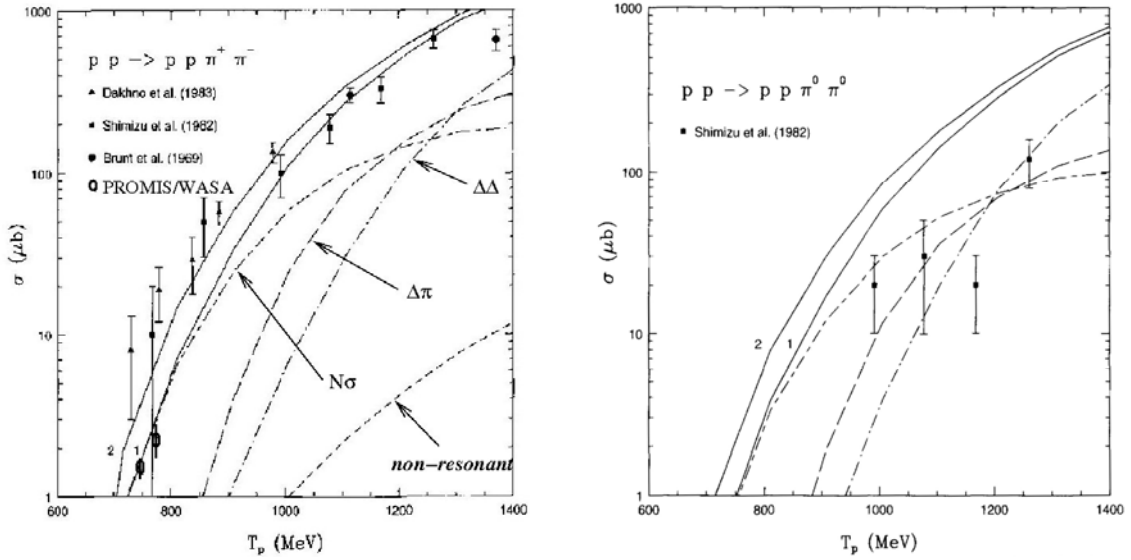 1000
p p -> p p π⁺ π⁻
Dakhno et al. (1983)
Shimizu et al. (1982)
Brunt et al. (1969)
PROMIS/WASA
100
10
1
σ (μb)
ΔΔ
Δπ
Nσ
non-resonant
2
1
600
800
1000
1200
1400
T_p (MeV)
1000
p p -> p p π⁰ π⁰
Shimizu et al. (1982)
100
10
1
σ (μb)
2
1
600
800
1000
1200
1400
T_p (MeV)